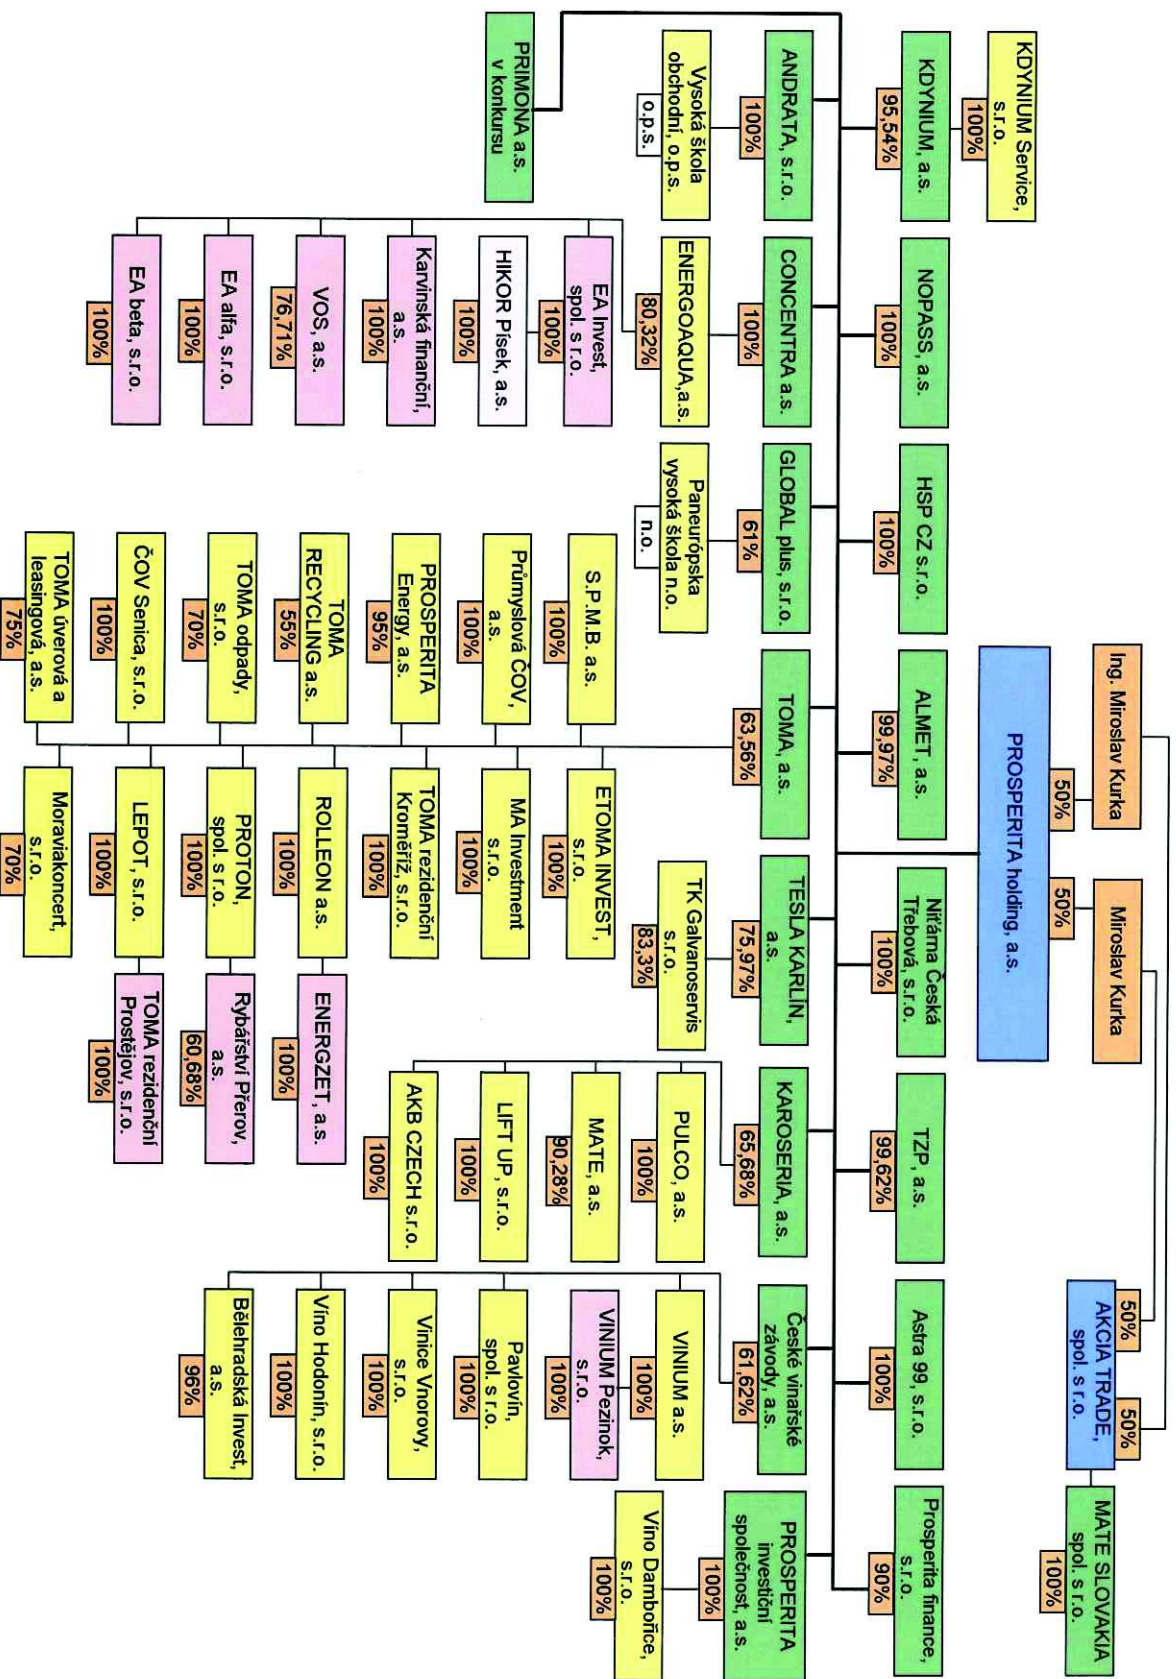 Ing. Miroslav Kurka
Miroslav Kurka
50%
50%
PROSPERITA holding, a.s.
50%
50%
AKCIA TRADE,
spol. s r.o.
MATE SLOVAKIA
spol. s r.o.
100%
KDYNIUM Service,
s.r.o.
100%
KDYNIUM, a.s.
95,54%
NOPASS, a.s.
100%
HSP CZ s.r.o.
100%
ALMET, a.s.
99,97%
Niťárna Česká
Třebová, s.r.o.
100%
TZP, a.s.
99,62%
Astra 99, s.r.o.
100%
Prosperita finance,
s.r.o.
90%
ANDRATA, s.r.o.
100%
CONCENTRA a.s.
100%
GLOBAL plus, s.r.o.
61%
TOMA, a.s.
63,56%
TESLA KARLÍN,
a.s.
75,97%
KAROSERIA, a.s.
65,68%
České vinařské
závody, a.s.
61,62%
PROSPERITA
investiční
společnost, a.s.
100%
Vysoká škola
obchodní, o.p.s.
o.p.s.
ENERGOAQUA,a.s.
80,32%
Paneurópska
vysoká škola n.o.
n.o.
TK Galvanoservis
s.r.o.
83,3%
PULCO, a.s.
100%
VINIUM a.s.
100%
Víno Dambořice,
s.r.o.
100%
PRIMONA a.s.
v konkursu
EA Invest,
spol. s r.o.
100%
HIKOR Písek, a.s.
100%
Karvinská finanční,
a.s.
100%
VOS, a.s.
76,71%
EA alfa, s.r.o.
100%
EA beta, s.r.o.
100%
S.P.M.B. a.s.
100%
Průmyslová ČOV,
a.s.
100%
PROSPERITA
Energy, a.s.
95%
TOMA
RECYCLING a.s.
55%
TOMA odpady,
s.r.o.
70%
ČOV Senica, s.r.o.
100%
TOMA úverová a
leasingová, a.s.
75%
ETOMA INVEST,
s.r.o.
100%
MA Investment
s.r.o.
100%
TOMA rezidenční
Kroměříž, s.r.o.
100%
ROLLEON a.s.
100%
PROTON,
spol. s r.o.
100%
LEPOT, s.r.o.
100%
Moraviakoncert,
s.r.o.
70%
ENERGZET, a.s.
100%
Rybářství Přerov,
a.s.
60,68%
TOMA rezidenční
Prostějov, s.r.o.
100%
MATE, a.s.
90,28%
LIFT UP, s.r.o.
100%
AKB CZECH s.r.o.
100%
VINIUM Pezinok,
s.r.o.
100%
Pavlovín,
spol. s r.o.
100%
Vinice Vnorovy,
s.r.o.
100%
Víno Hodonín, s.r.o.
100%
Bělehradská Invest,
a.s.
96%